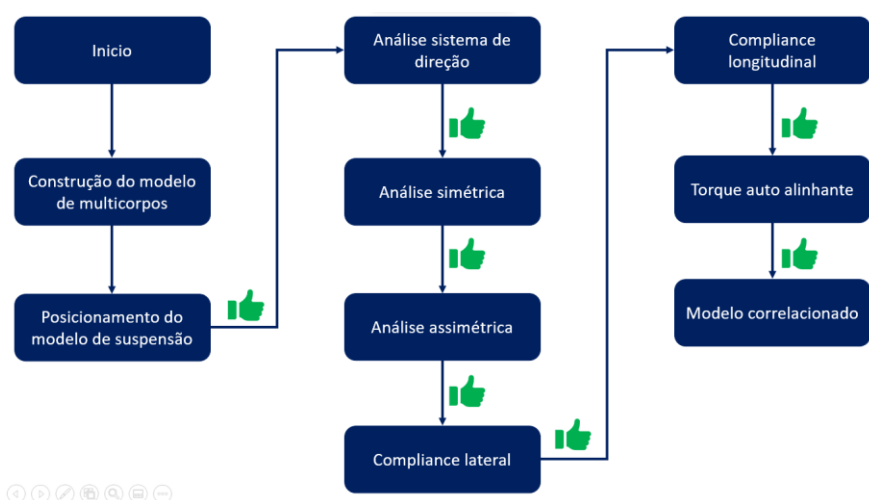 Inicio
Construção do modelo
de multicorpos
Posicionamento do
modelo de suspensão
Análise sistema de
direção
Análise simétrica
Análise assimétrica
Compliance lateral
Compliance
longitudinal
Torque auto alinhante
Modelo correlacionado